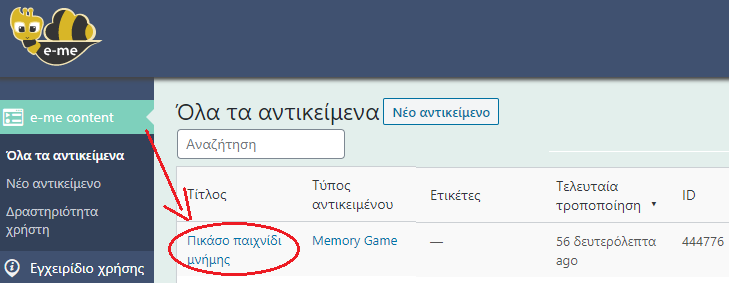 e-me
e-me content
Όλα τα αντικείμενα
Νέο αντικείμενο
Δραστηριότητα
χρήστη
Εγχειρίδιο χρήσης
Όλα τα αντικείμενα Νέο αντικείμενο
Αναζήτηση
Τίτλος
Τύπος
αντικειμένου
Ετικέτες
Τελευταία
τροποποίηση ▼
ID
Πικάσο παιχνίδι
μνήμης
Memory Game
—
56 δευτερόλεπτα
ago
444776